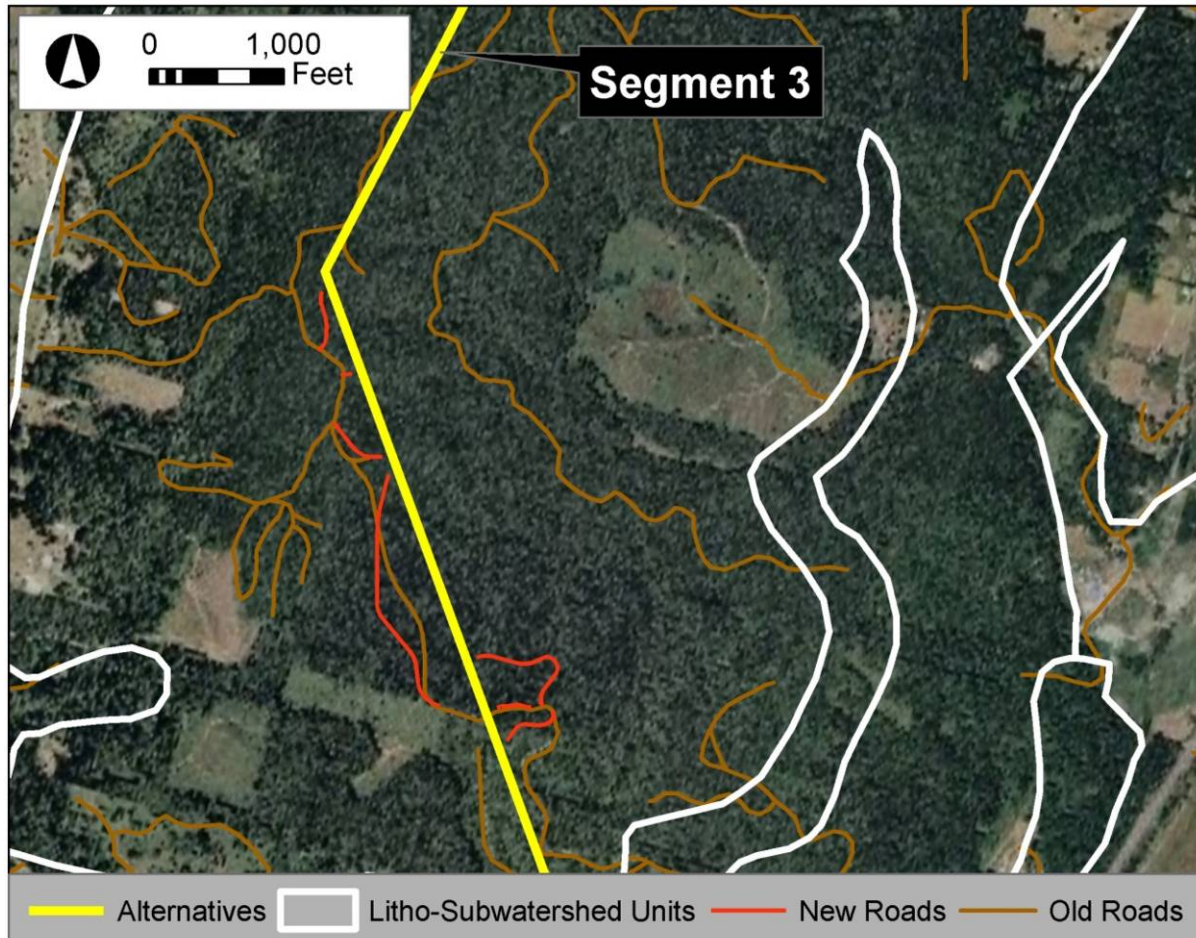 0 1,000
Feet
Segment 3
Alternatives Litho-Subwatershed Units New Roads Old Roads